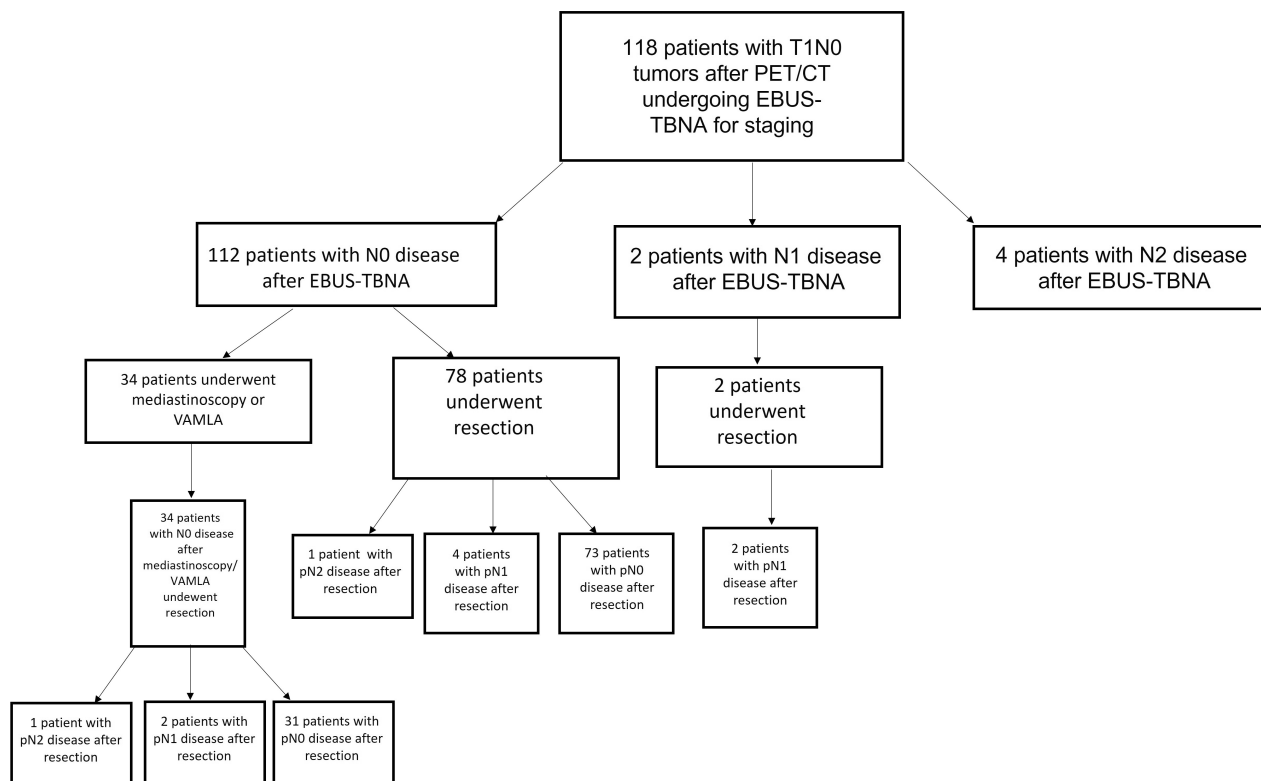 118 patients with T1N0
tumors after PET/CT
undergoing EBUS-
TBNA for staging
112 patients with N0 disease
after EBUS-TBNA
2 patients with N1 disease
after EBUS-TBNA
4 patients with N2 disease
after EBUS-TBNA
34 patients underwent
mediastinoscopy or
VAMLA
78 patients
underwent
resection
2 patients
underwent
resection
34 patients
with N0 disease
after
mediastinoscopy/
VAMLA
undewent
resection
1 patient with
pN2 disease after
resection
4 patients
with pN1
disease after
resection
73 patients
with pN0
disease after
resection
2 patients
with pN1
disease after
resection
1 patient with
pN2 disease after
resection
2 patients with
pN1 disease after
resection
31 patients with
pN0 disease after
resection